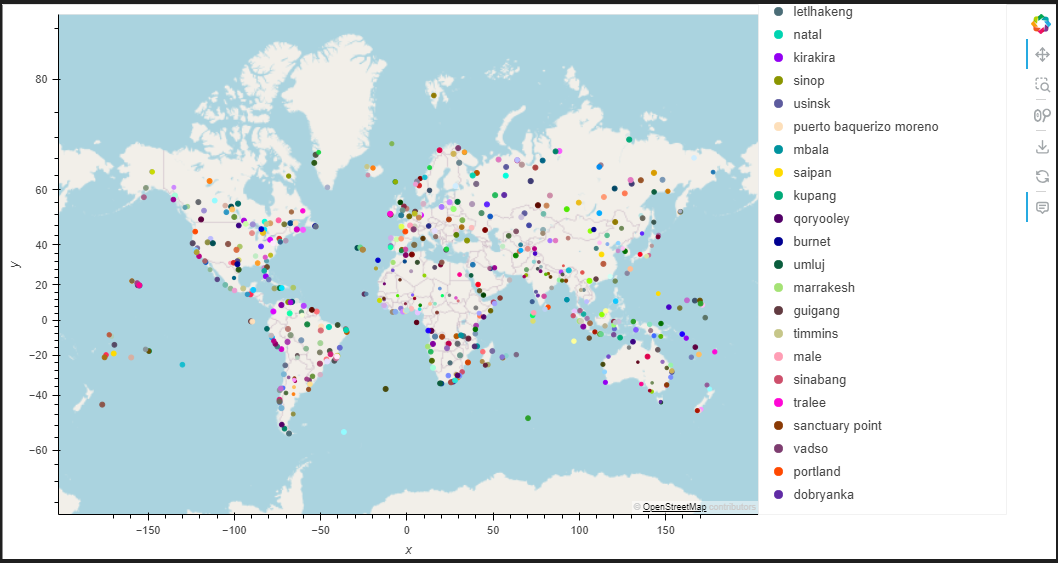 80
60
40
20
0
−20
−40
−60
y
−150
−100
−50
0
50
100
150
x
© OpenStreetMap contributors
letlhakeng
natal
kirakira
sinop
usinsk
puerto baquerizo moreno
mbala
saipan
kupang
qoryooley
burnet
umluj
marrakesh
guigang
timmins
male
sinabang
tralee
sanctuary point
vadso
portland
dobryanka